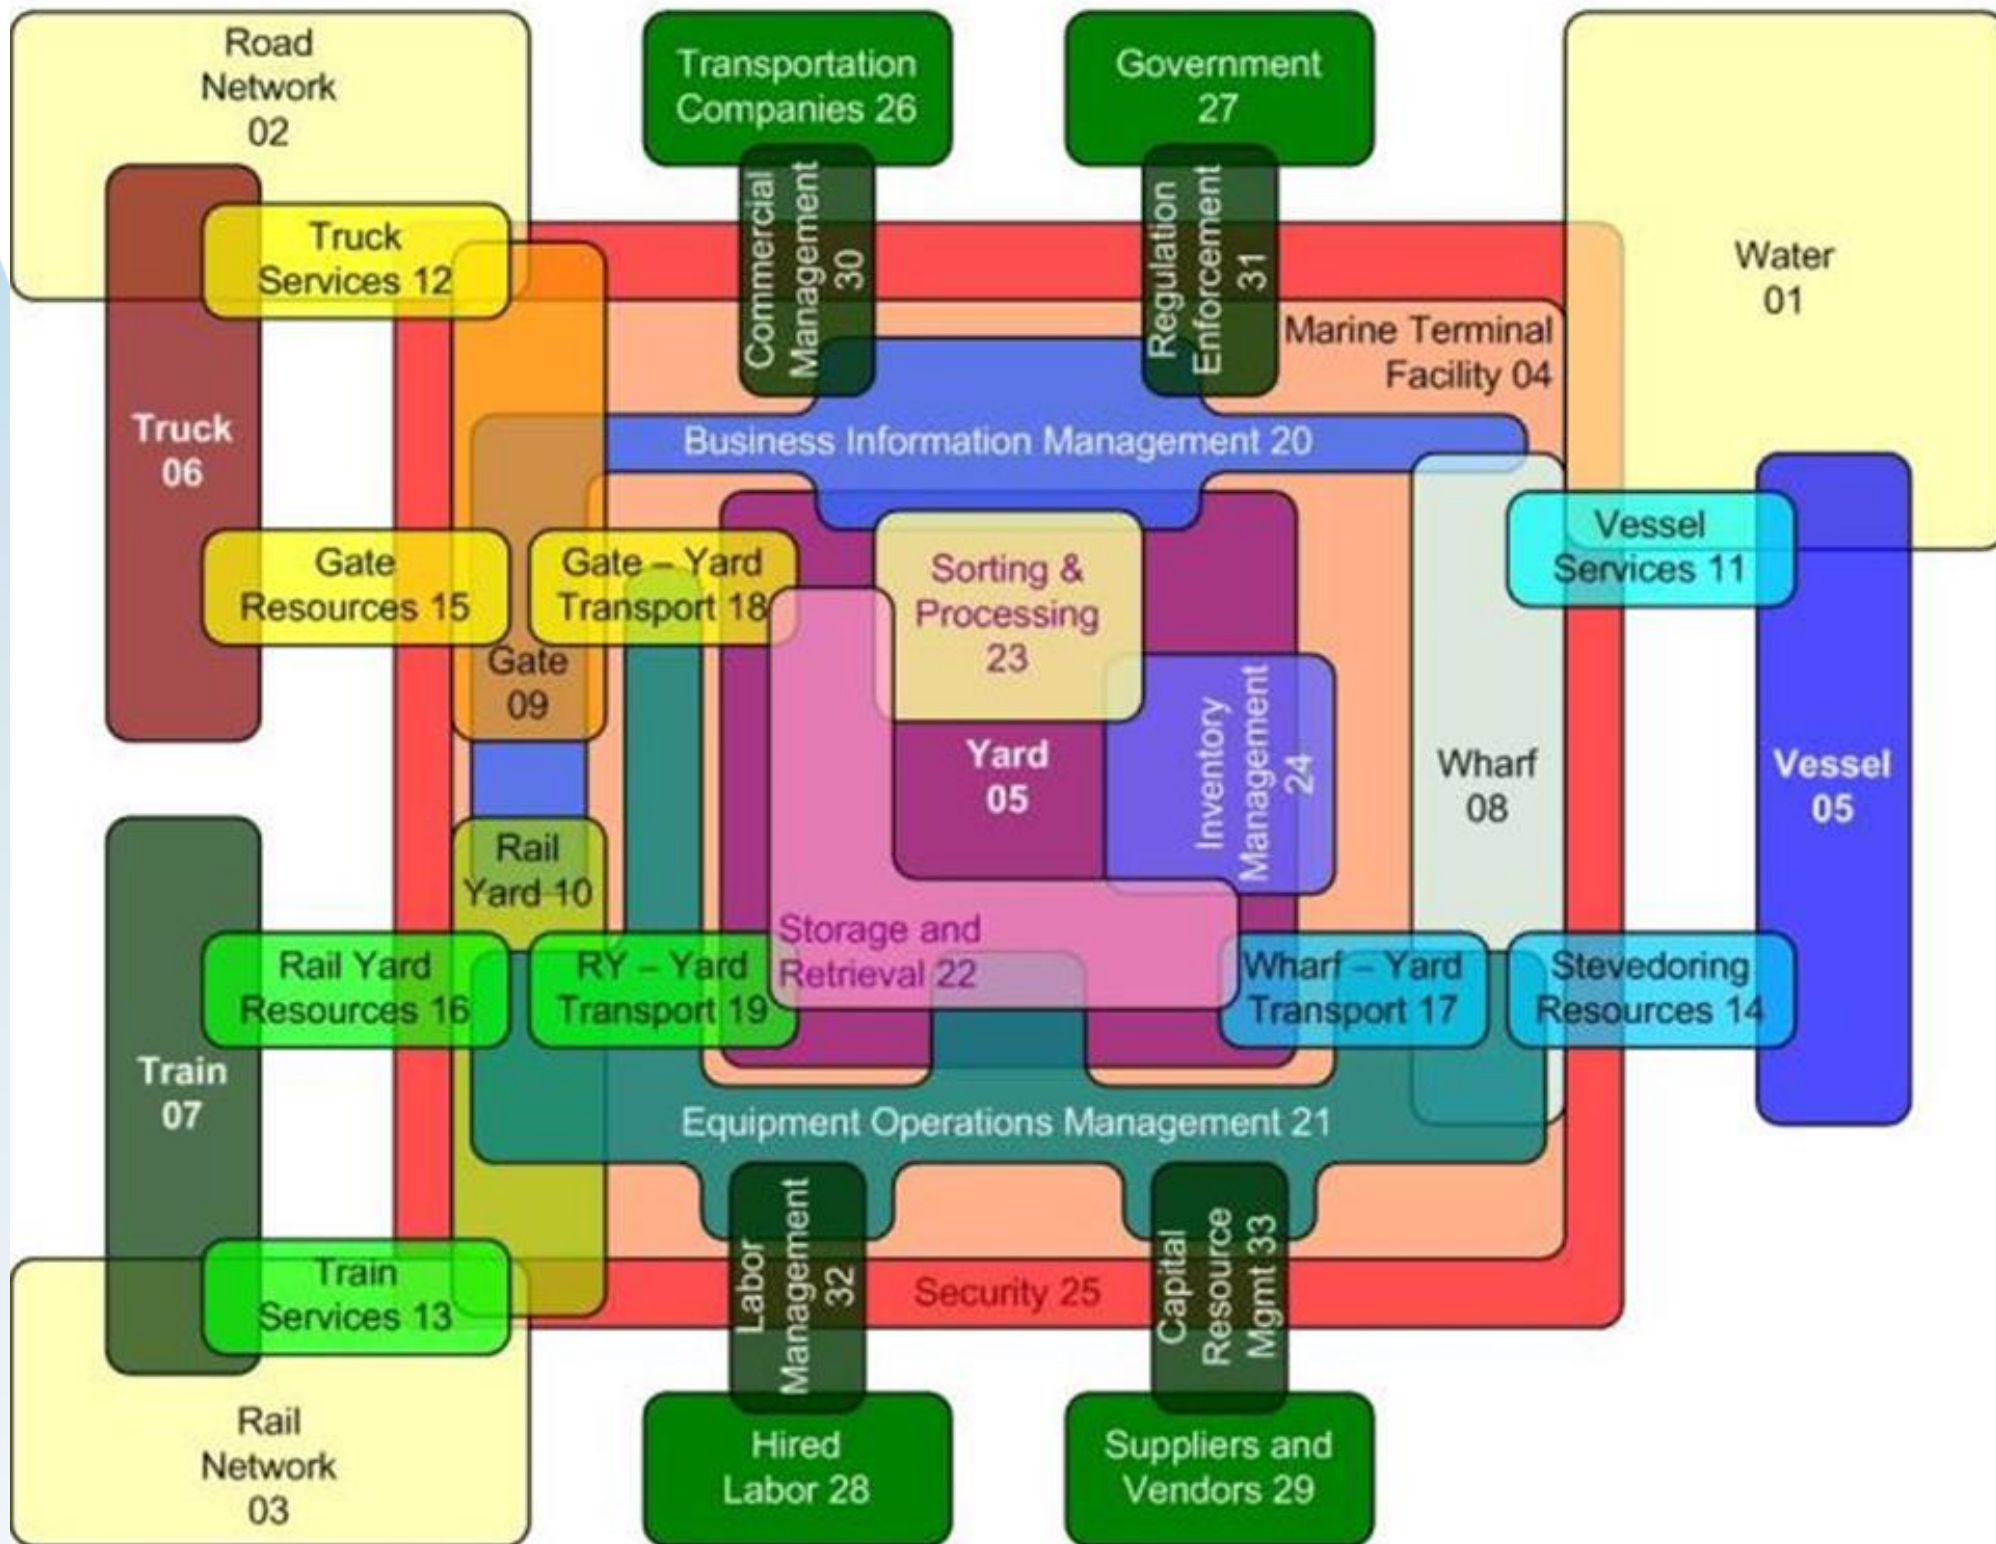 Road
Network
02
Transportation
Companies 26
Government
27
Water
01
Truck
Services 12
Commercial
Management
30
Regulation
Enforcement
31
Marine Terminal
Facility 04
Truck
06
Business Information Management 20
Gate
Resources 15
Gate – Yard
Transport 18
Sorting &
Processing
23
Vessel
Services 11
Gate
09
Yard
05
Inventory
Management
24
Wharf
08
Vessel
05
Rail
Yard 10
Storage and
Retrieval 22
Rail Yard
Resources 16
RY – Yard
Transport 19
Wharf – Yard
Transport 17
Stevedoring
Resources 14
Train
07
Equipment Operations Management 21
Labor
Management
32
Capital
Resource
Mgmt 33
Train
Services 13
Security 25
Rail
Network
03
Hired
Labor 28
Suppliers and
Vendors 29